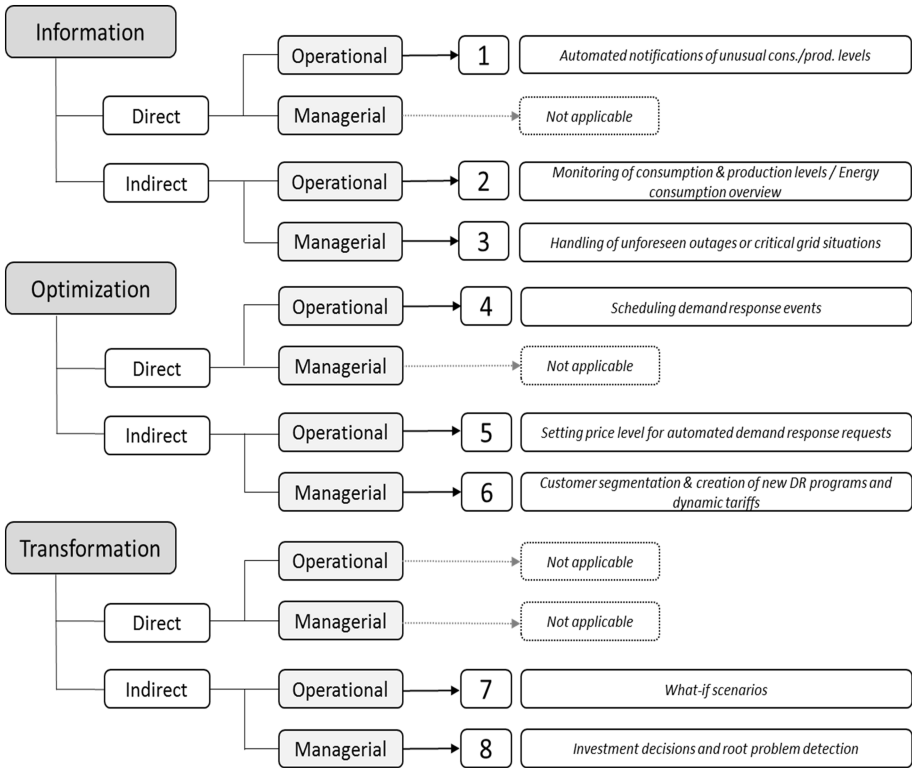 Information
Operational
1
Automated notifications of unusual cons./prod. levels
Direct
Managerial
Not applicable
Indirect
Operational
2
Monitoring of consumption & production levels / Energy
consumption overview
Managerial
3
Handling of unforeseen outages or critical grid situations
Optimization
Operational
4
Scheduling demand response events
Direct
Managerial
Not applicable
Indirect
Operational
5
Setting price level for automated demand response requests
Managerial
6
Customer segmentation & creation of new DR programs and
dynamic tariffs
Transformation
Operational
Not applicable
Direct
Managerial
Not applicable
Indirect
Operational
7
What-if scenarios
Managerial
8
Investment decisions and root problem detection